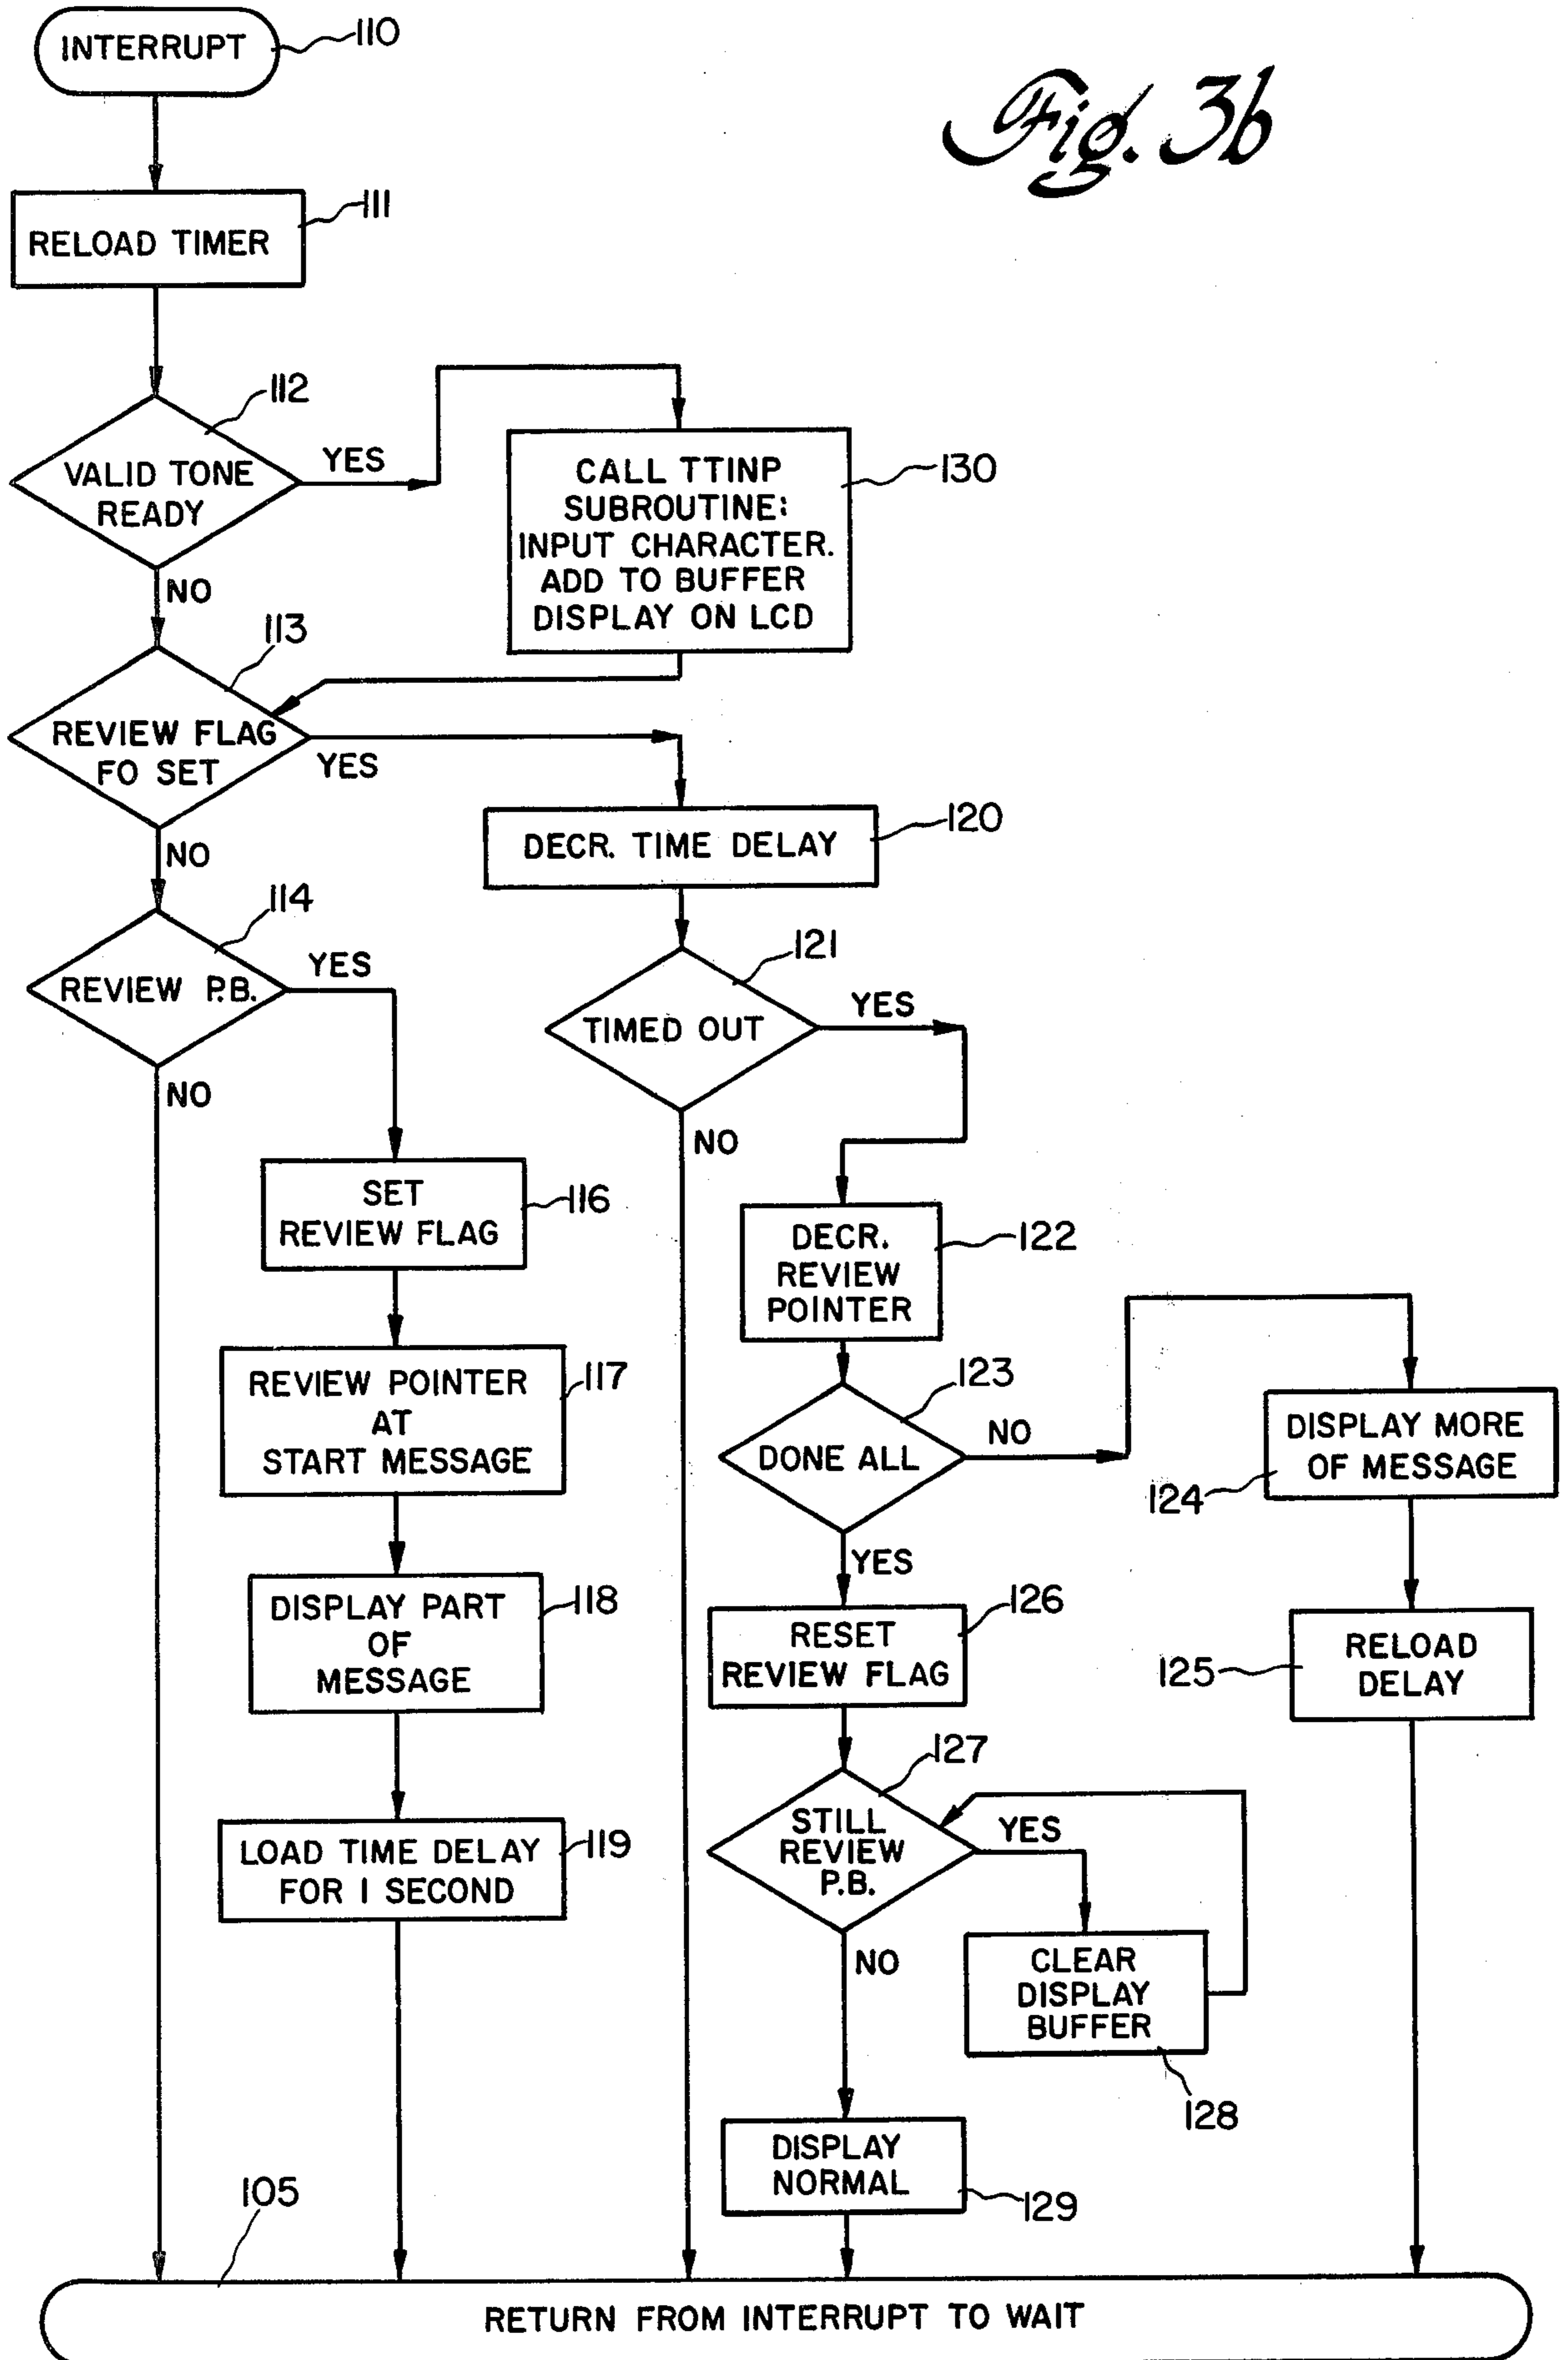 INTERRUPT
110
Fig. 3b
RELOAD TIMER
111
112
VALID TONE
READY
YES
NO
CALL TTINP
SUBROUTINE:
INPUT CHARACTER.
ADD TO BUFFER
DISPLAY ON LCD
130
113
REVIEW FLAG
FO SET
YES
NO
DECR. TIME DELAY
120
114
REVIEW P.B.
YES
NO
121
TIMED OUT
YES
NO
SET
REVIEW FLAG
116
DECR.
REVIEW
POINTER
122
REVIEW POINTER
AT
START MESSAGE
117
123
DONE ALL
NO
YES
DISPLAY MORE
OF MESSAGE
124
DISPLAY PART
OF
MESSAGE
118
RESET
REVIEW FLAG
126
RELOAD
DELAY
125
127
STILL
REVIEW
P.B.
YES
NO
LOAD TIME DELAY
FOR 1 SECOND
119
CLEAR
DISPLAY
BUFFER
128
DISPLAY
NORMAL
129
105
RETURN FROM INTERRUPT TO WAIT